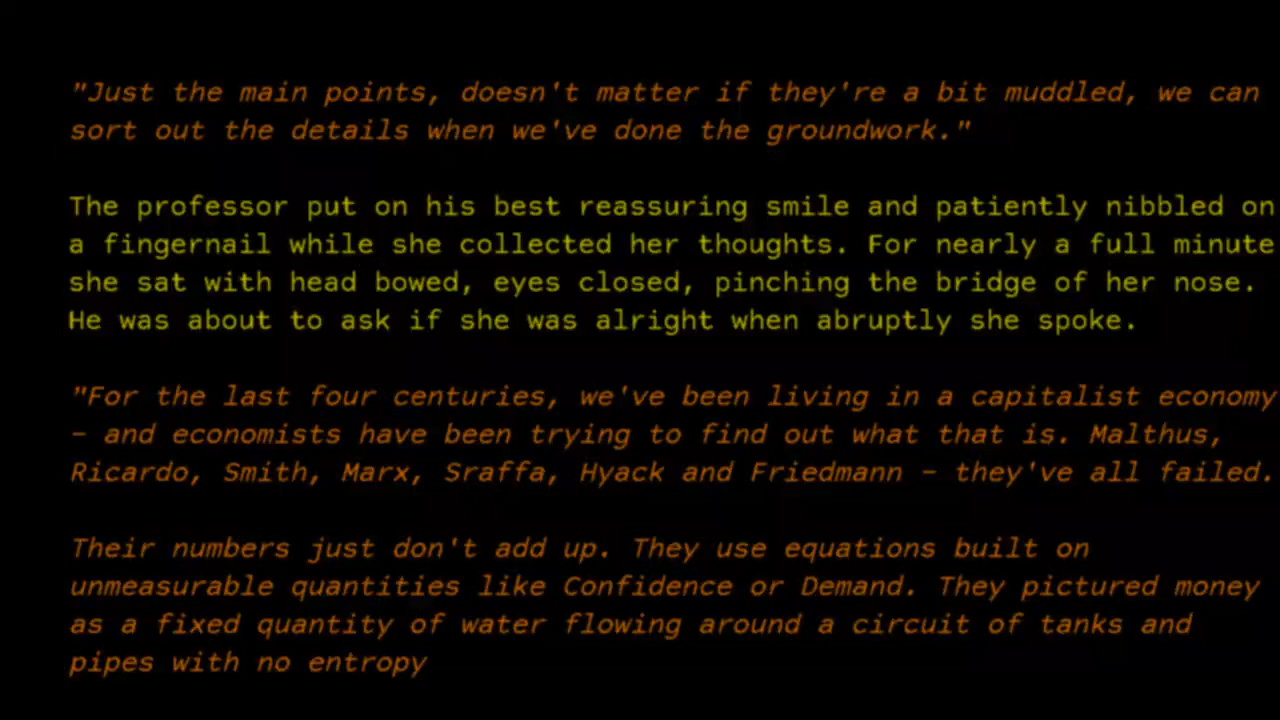 "Just the main points, doesn't matter if they're a bit muddled, we can
sort out the details when we've done the groundwork."
The professor put on his best reassuring smile and patiently nibbled on
a fingernail while she collected her thoughts. For nearly a full minute
she sat with head bowed, eyes closed, pinching the bridge of her nose.
He was about to ask if she was alright when abruptly she spoke.
"For the last four centuries, we've been living in a capitalist economy
– and economists have been trying to find out what that is. Malthus,
Ricardo, Smith, Marx, Sraffa, Hyack and Friedmann – they've all failed.
Their numbers just don't add up. They use equations built on
unmeasurable quantities like Confidence or Demand. They pictured money
as a fixed quantity of water flowing around a circuit of tanks and
pipes with no entropy